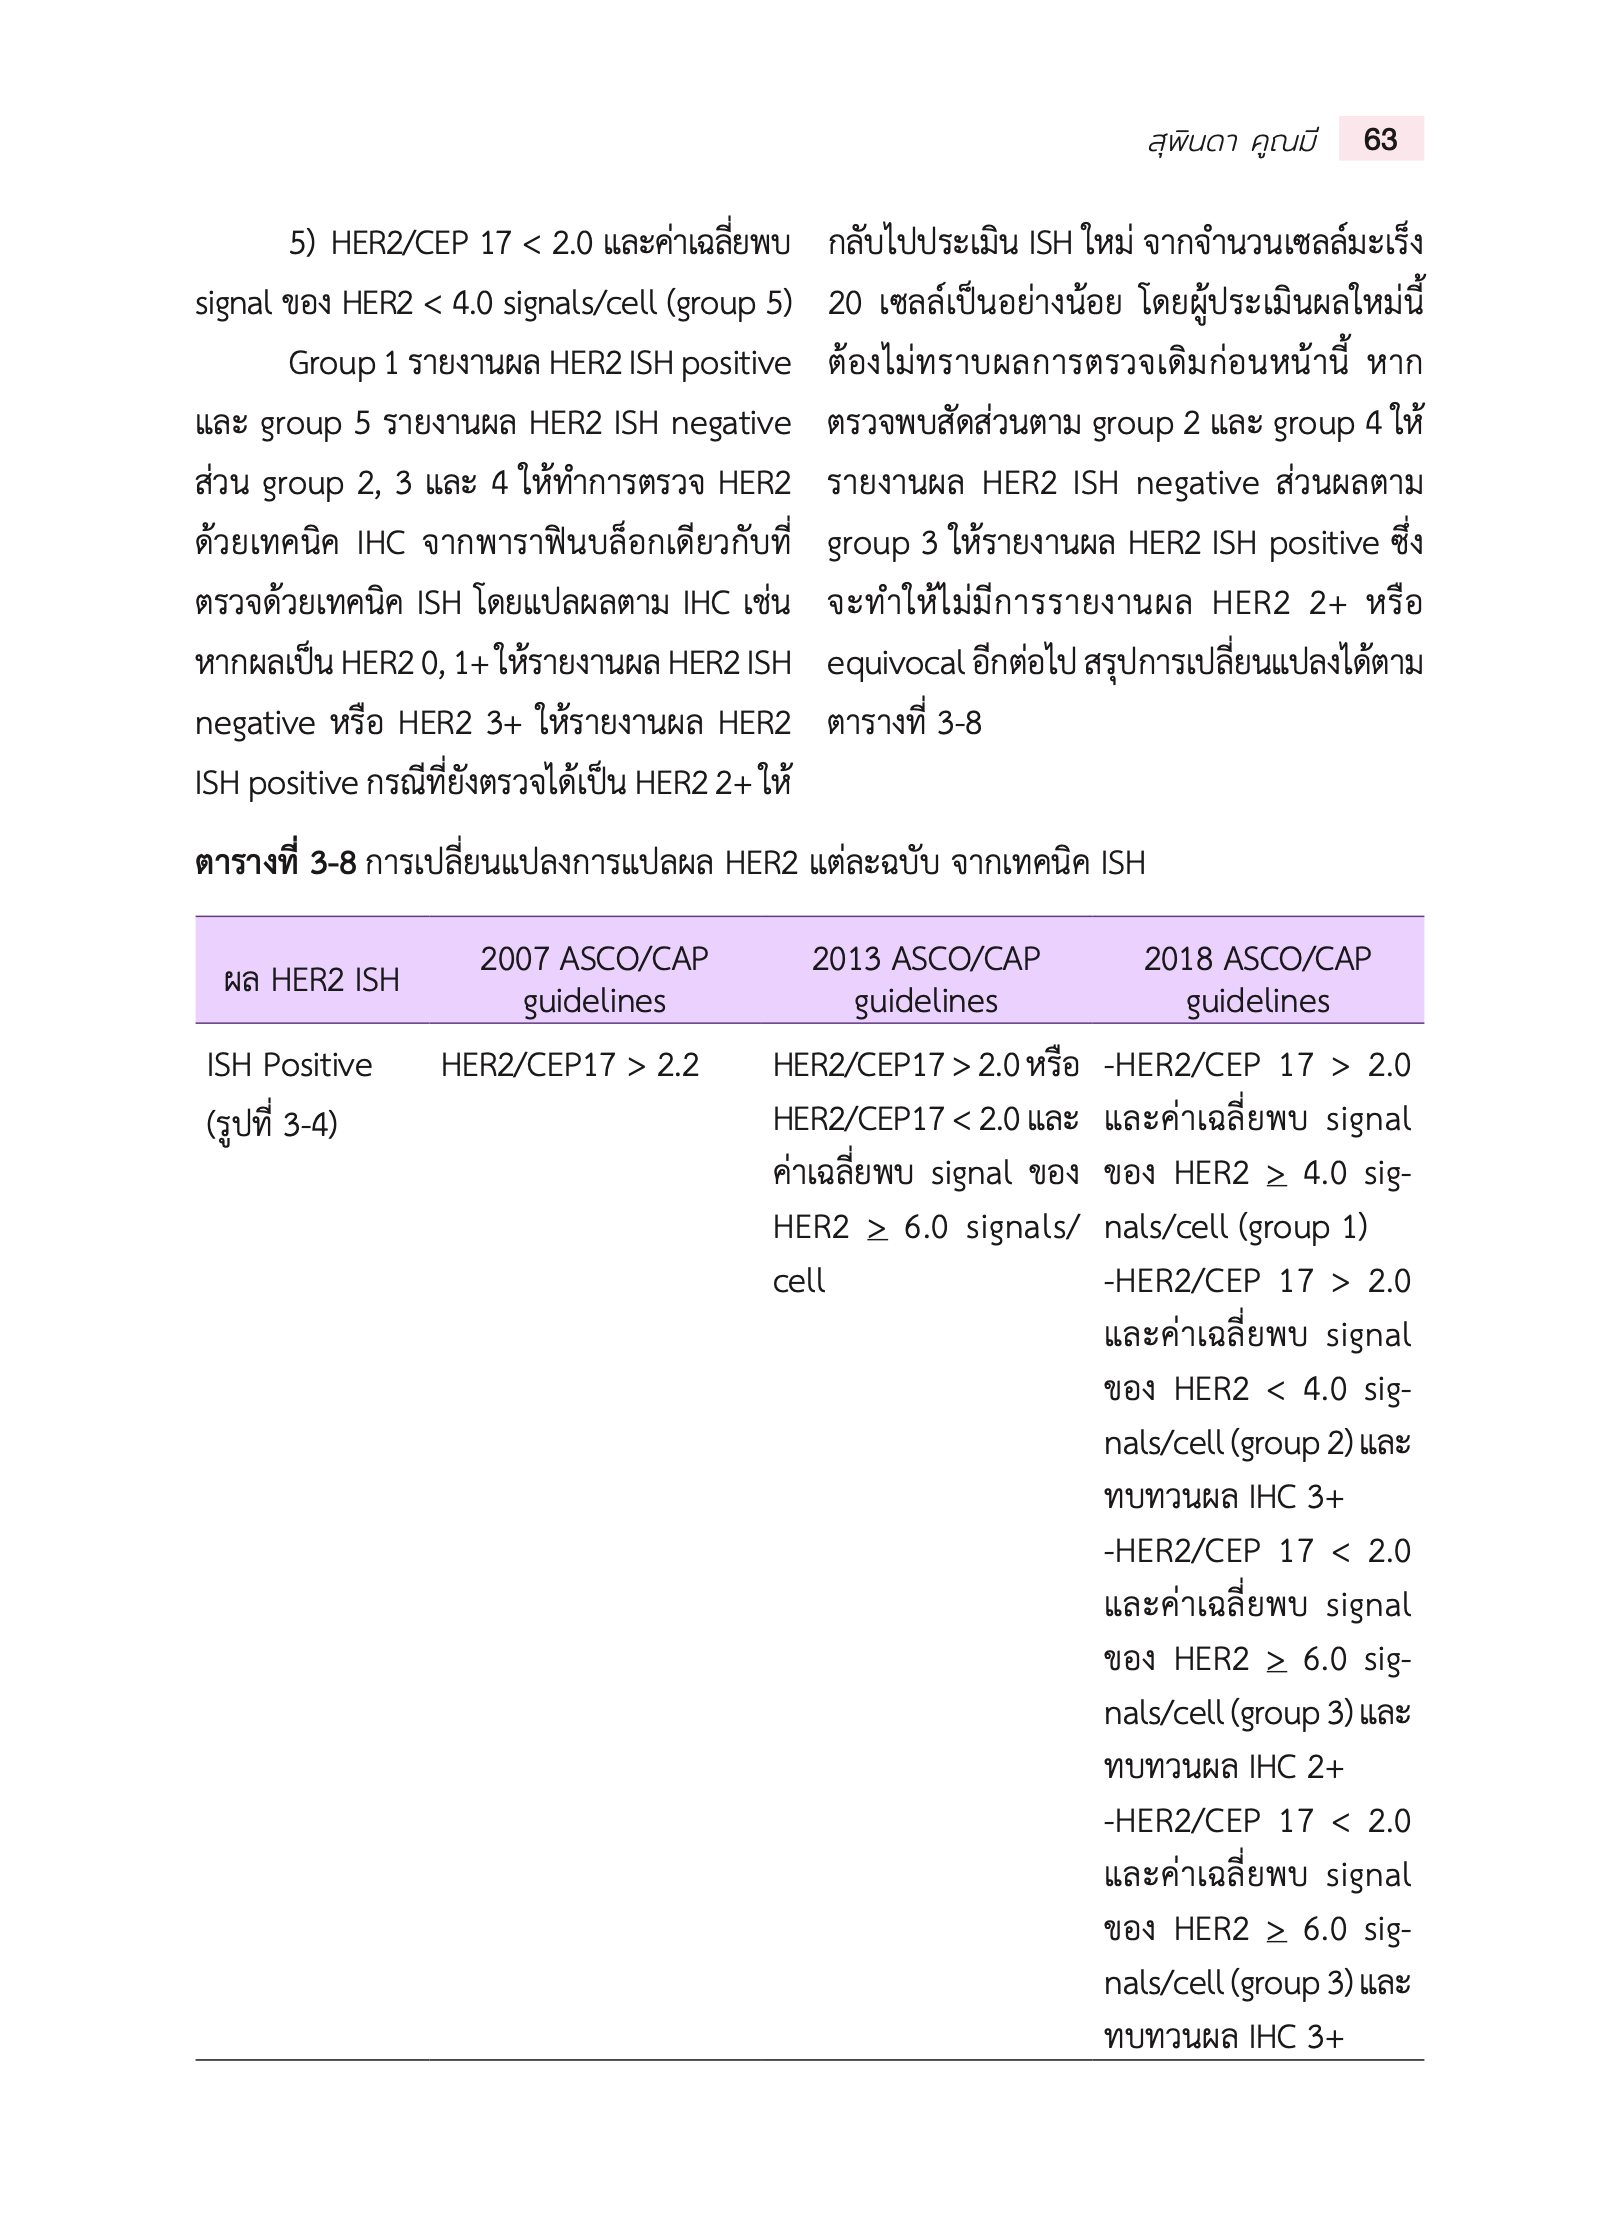 สุพินดา คูณมี 63
5) HER2/CEP 17 < 2.0 และค่าเฉลี่ยพบ
signal ของ HER2 < 4.0 signals/cell (group 5)
Group 1 รายงานผล HER2 ISH positive
และ group 5 รายงานผล HER2 ISH negative
ส่วน group 2, 3 และ 4 ให้ทำการตรวจ HER2
ด้วยเทคนิค IHC จากพาราฟินบล็อกเดียวกับที่
ตรวจด้วยเทคนิค ISH โดยแปลผลตาม IHC เช่น
หากผลเป็น HER2 0, 1+ ให้รายงานผล HER2 ISH
negative หรือ HER2 3+ ให้รายงานผล HER2
ISH positive กรณีที่ยังตรวจได้เป็น HER2 2+ ให้
กลับไปประเมิน ISH ใหม่ จากจำนวนเซลล์มะเร็ง
20 เซลล์เป็นอย่างน้อย โดยผู้ประเมินผลใหม่นี้
ต้องไม่ทราบผลการตรวจเดิมก่อนหน้านี้ หาก
ตรวจพบสัดส่วนตาม group 2 และ group 4 ให้
รายงานผล HER2 ISH negative ส่วนผลตาม
group 3 ให้รายงานผล HER2 ISH positive ซึ่ง
จะทำให้ไม่มีการรายงานผล HER2 2+ หรือ
equivocal อีกต่อไป สรุปการเปลี่ยนแปลงได้ตาม
ตารางที่ 3-8
ตารางที่ 3-8 การเปลี่ยนแปลงการแปลผล HER2 แต่ละฉบับ จากเทคนิค ISH
ผล HER2 ISH
2007 ASCO/CAP
guidelines
2013 ASCO/CAP
guidelines
2018 ASCO/CAP
guidelines
ISH Positive
(รูปที่ 3-4)
HER2/CEP17 > 2.2
HER2/CEP17 > 2.0 หรือ
HER2/CEP17 < 2.0 และ
ค่าเฉลี่ยพบ signal ของ
HER2 ≥ 6.0 signals/
cell
-HER2/CEP 17 > 2.0
และค่าเฉลี่ยพบ signal
ของ HER2 ≥ 4.0 sig-
nals/cell (group 1)
-HER2/CEP 17 > 2.0
และค่าเฉลี่ยพบ signal
ของ HER2 < 4.0 sig-
nals/cell (group 2) และ
ทบทวนผล IHC 3+
-HER2/CEP 17 < 2.0
และค่าเฉลี่ยพบ signal
ของ HER2 ≥ 6.0 sig-
nals/cell (group 3) และ
ทบทวนผล IHC 2+
-HER2/CEP 17 < 2.0
และค่าเฉลี่ยพบ signal
ของ HER2 ≥ 6.0 sig-
nals/cell (group 3) และ
ทบทวนผล IHC 3+